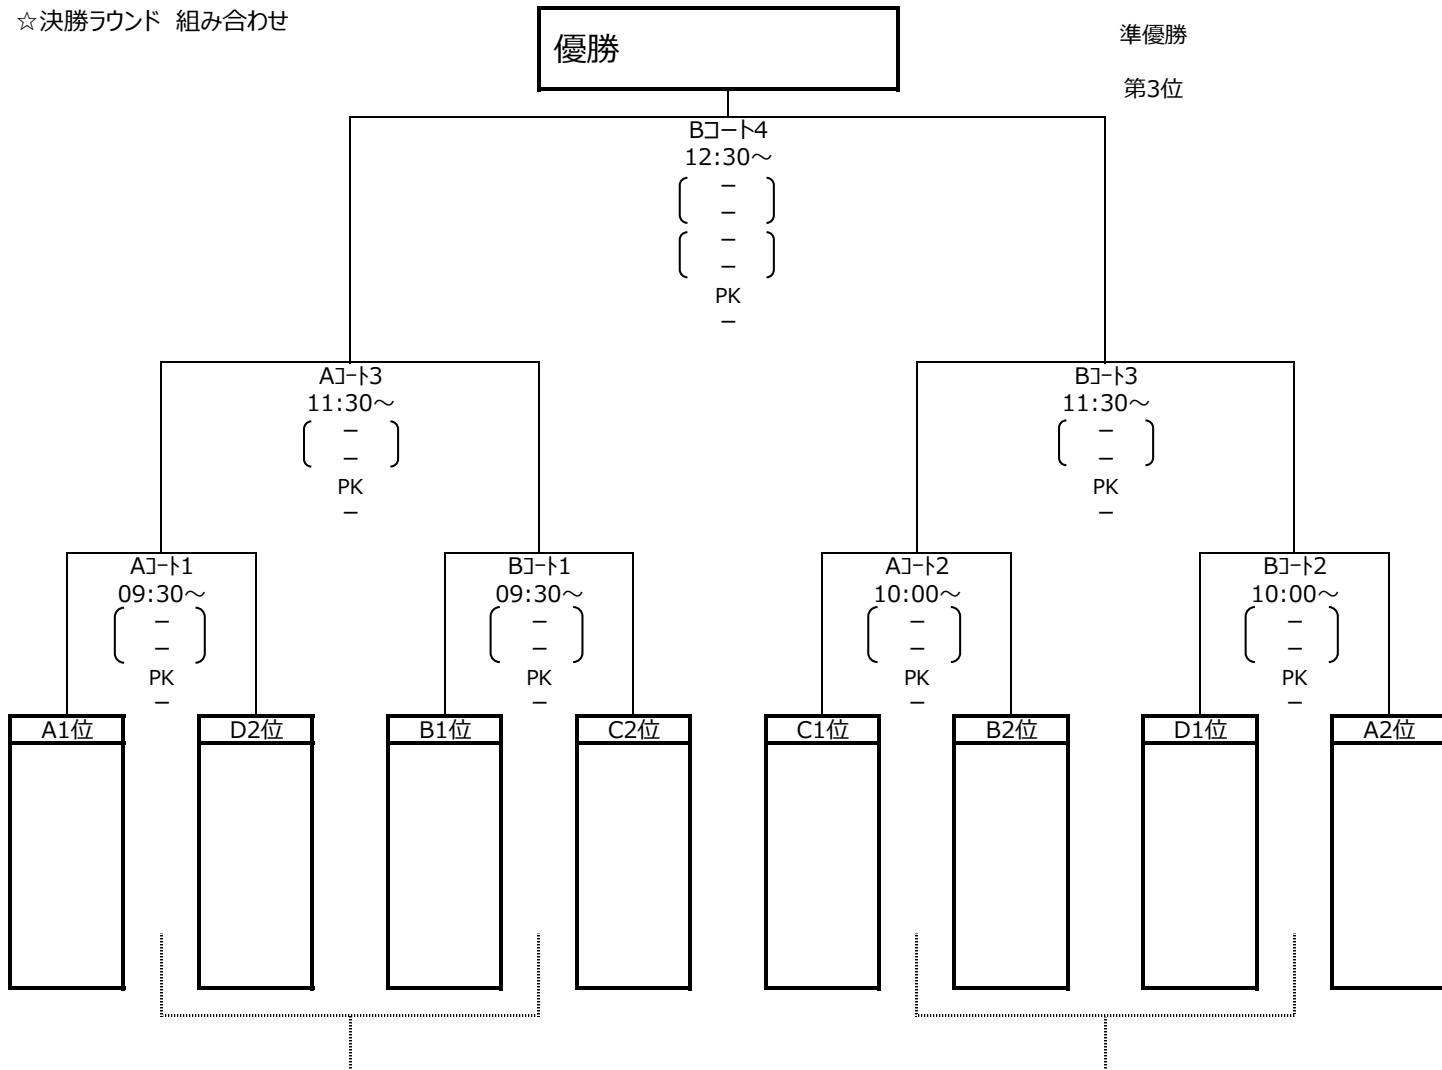 ☆決勝ラウンド 組み合わせ
優勝
準優勝
第3位
Bコート4
12:30～
－
－
－
－
PK
－
Aｺｰﾄ3
11:30～
－
－
PK
－
Bｺｰﾄ3
11:30～
－
－
PK
－
Aｺｰﾄ1
09:30～
－
－
PK
－
Bｺｰﾄ1
09:30～
－
－
PK
－
Aｺｰﾄ2
10:00～
－
－
PK
－
Bｺｰﾄ2
10:00～
－
－
PK
－
A1位
D2位
B1位
C2位
C1位
B2位
D1位
A2位